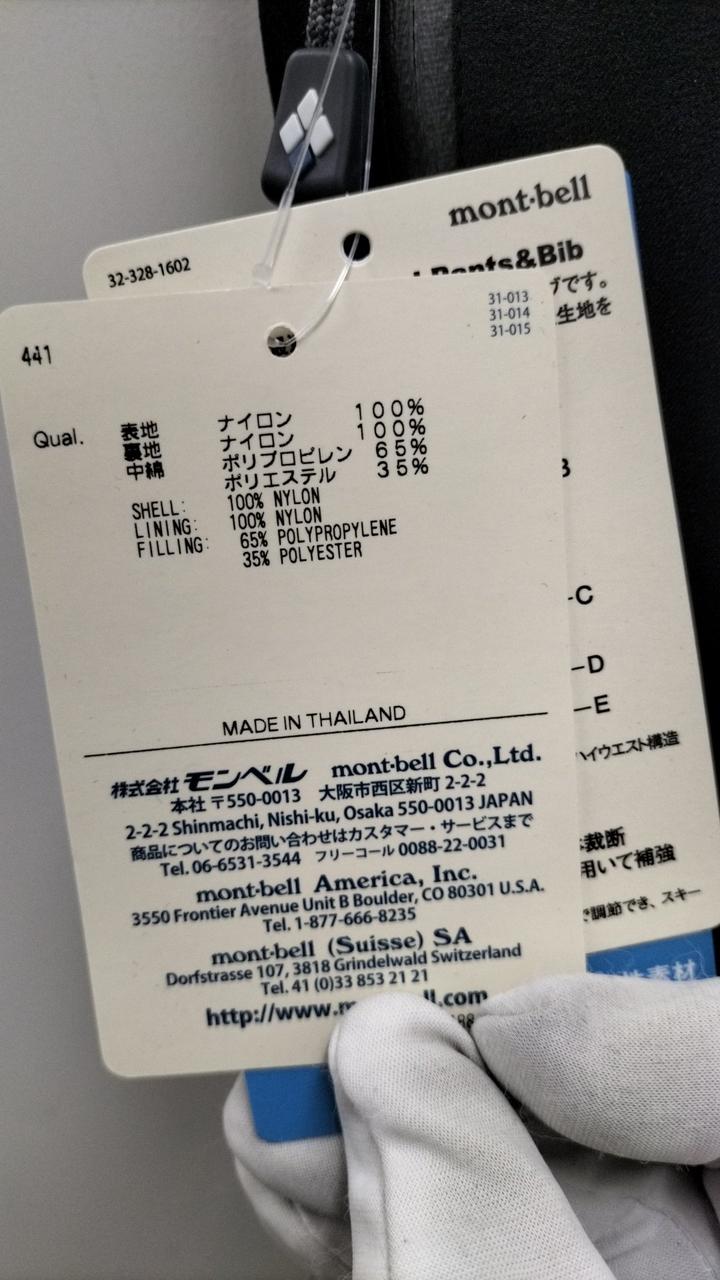 mont·bell
32-328-1602
Pants&Bib
プです。
生地を
31-013
31-014
31-015
441
Qual. 表地 ナイロン 100%
裏地 ナイロン 100%
中綿 ポリプロピレン 65%
ポリエステル 35%
SHELL: 100% NYLON
LINING: 100% NYLON
FILLING: 65% POLYPROPYLENE
35% POLYESTER
B
-C
-D
-E
MADE IN THAILAND
ハイウエスト構造
株式会社 モンベル mont-bell Co.,Ltd.
本社 〒550-0013 大阪市西区新町 2-2-2
2-2-2 Shinmachi, Nishi-ku, Osaka 550-0013 JAPAN
商品についてのお問い合わせはカスタマー・サービスまで
Tel. 06-6531-3544 フリーコール 0088-22-0031
裁断
用いて補強
で調節でき、スキー
mont-bell America, Inc.
3550 Frontier Avenue Unit B Boulder, CO 80301 U.S.A.
Tel. 1-877-666-8235
mont-bell (Suisse) SA
Dorfstrasse 107, 3818 Grindelwald Switzerland
Tel. 41 (0)33 853 21 21
http://www.m ll.com
素材